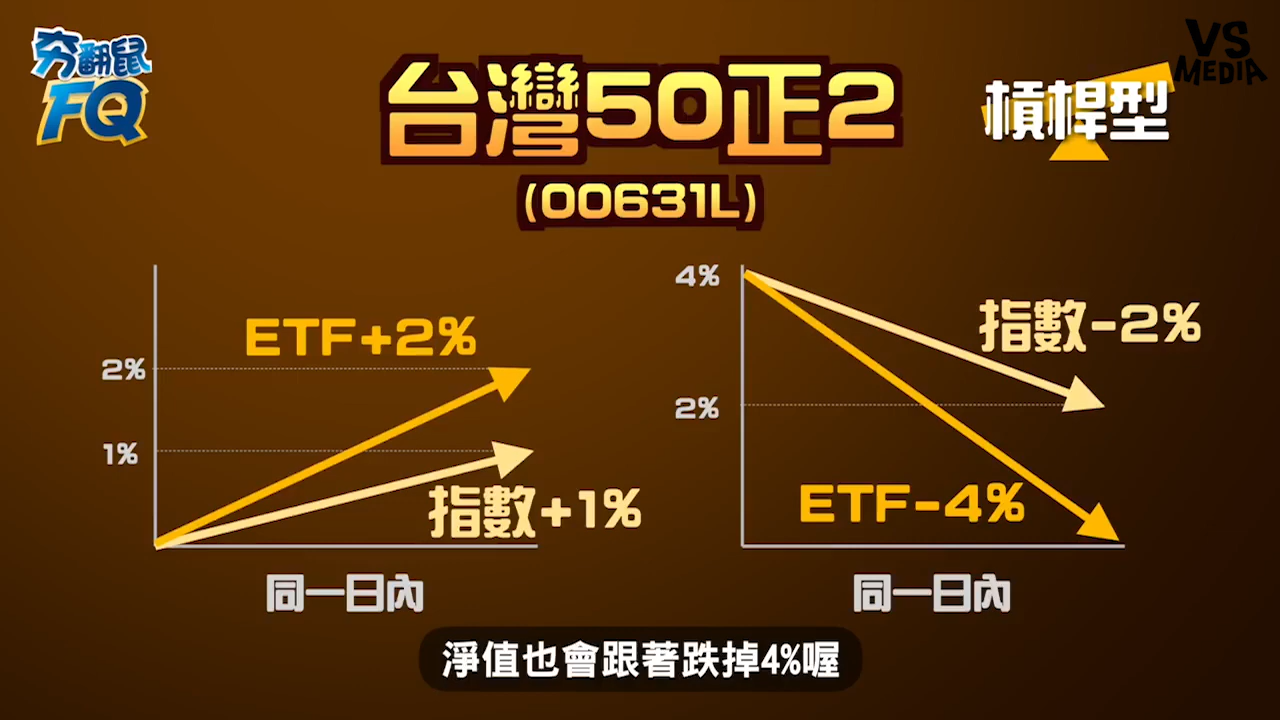 夯翻鼠
FQ
VS
MEDIA
台灣50正2
(00631L)
槓桿型
ETF+2%
2%
1%
指數+1%
同一日內
4%
指數-2%
2%
ETF-4%
同一日內
淨值也會跟著跌掉4%喔